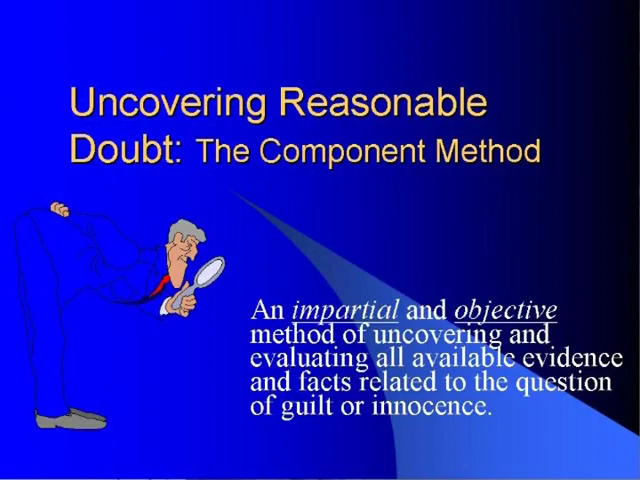 Uncovering Reasonable
Doubt: The Component Method
An impartial and objective
method of uncovering and
evaluating all available evidence
and facts related to the question
of guilt or innocence.